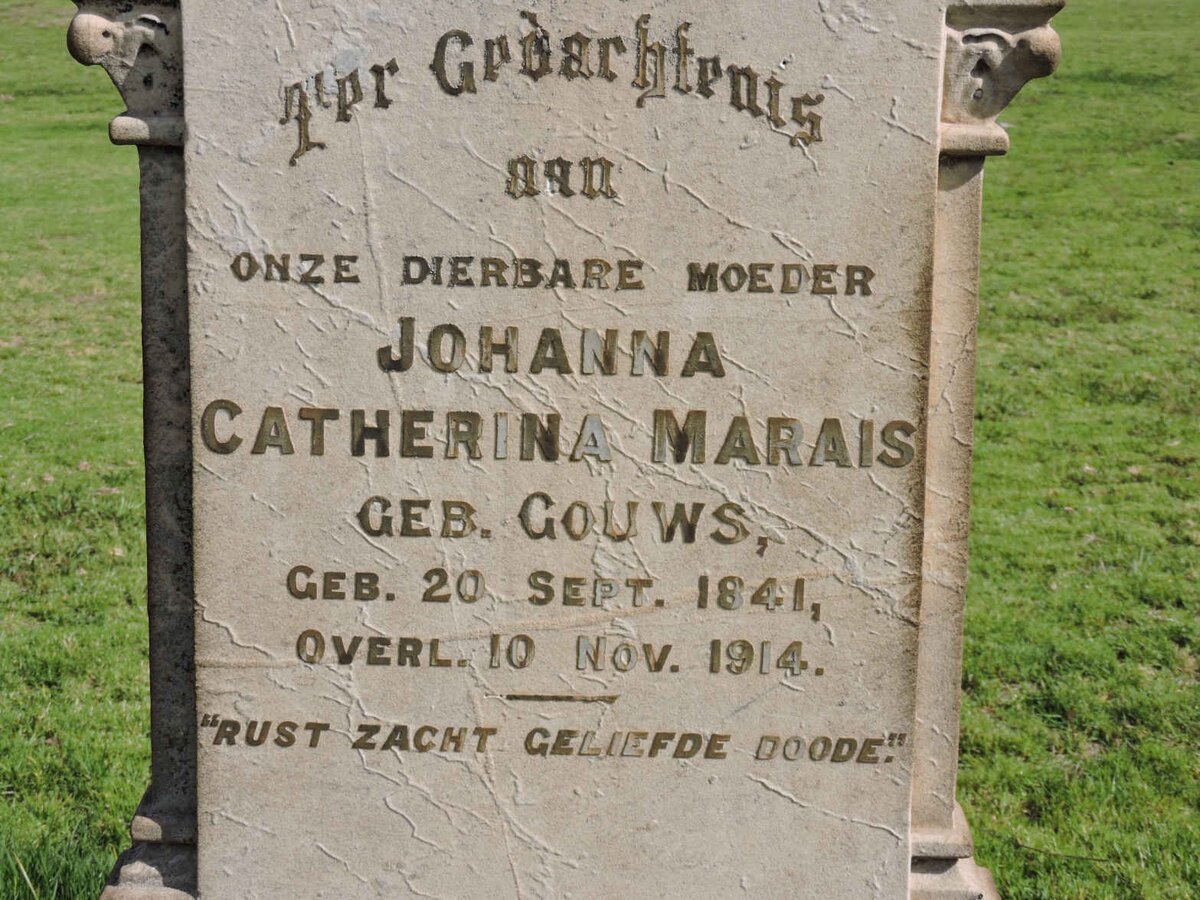 Ter Gedachtenis
aan
ONZE DIERBARE MOEDER
JOHANNA
CATHERINA MARAIS
GEB. GOUWS,
GEB. 20 SEPT. 1841,
OVERL. 10 NOV. 1914.
"RUST ZACHT GELIEFDE DOODE."